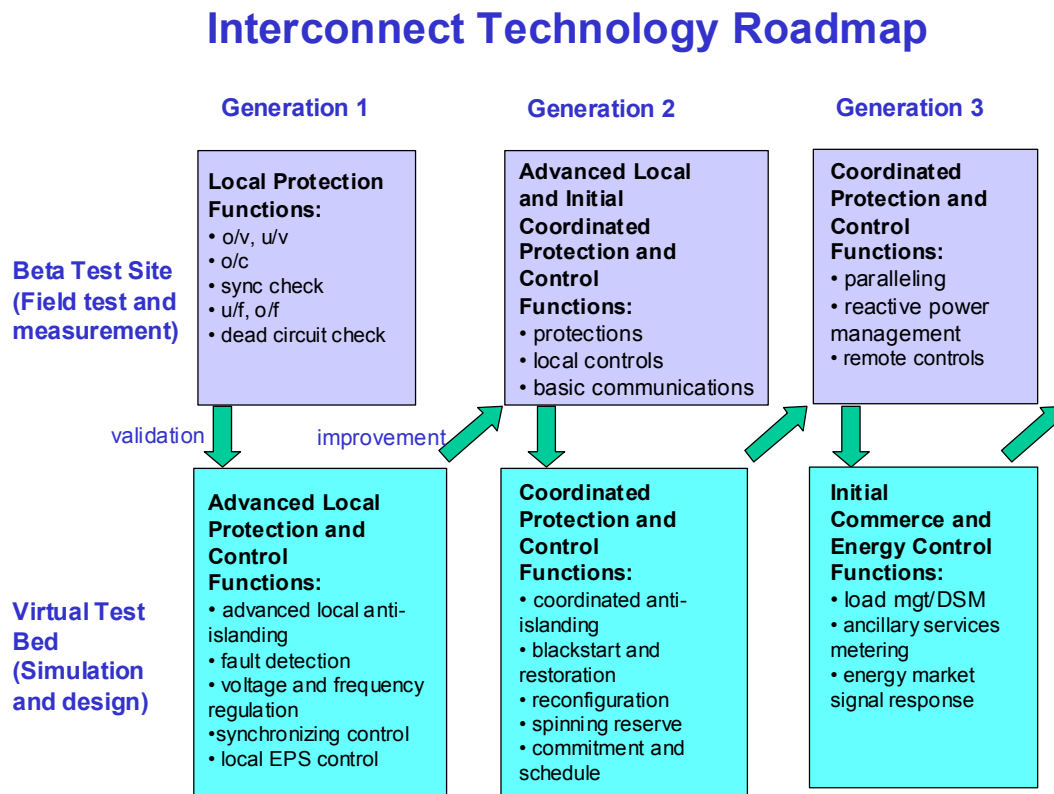 Interconnect Technology Roadmap
Generation 1
Generation 2
Generation 3
Beta Test Site
(Field test and
measurement)
Local Protection
Functions:
• o/v, u/v
• o/c
• sync check
• u/f, o/f
• dead circuit check
Advanced Local
and Initial
Coordinated
Protection and
Control
Functions:
• protections
• local controls
• basic communications
Coordinated
Protection and
Control
Functions:
• paralleling
• reactive power
management
• remote controls
validation
improvement
Virtual Test
Bed
(Simulation
and design)
Advanced Local
Protection and
Control
Functions:
• advanced local anti-
islanding
• fault detection
• voltage and frequency
regulation
•synchronizing control
• local EPS control
Coordinated
Protection and
Control
Functions:
• coordinated anti-
islanding
• blackstart and
restoration
• reconfiguration
• spinning reserve
• commitment and
schedule
Initial
Commerce and
Energy Control
Functions:
• load mgt/DSM
• ancillary services
metering
• energy market
signal response